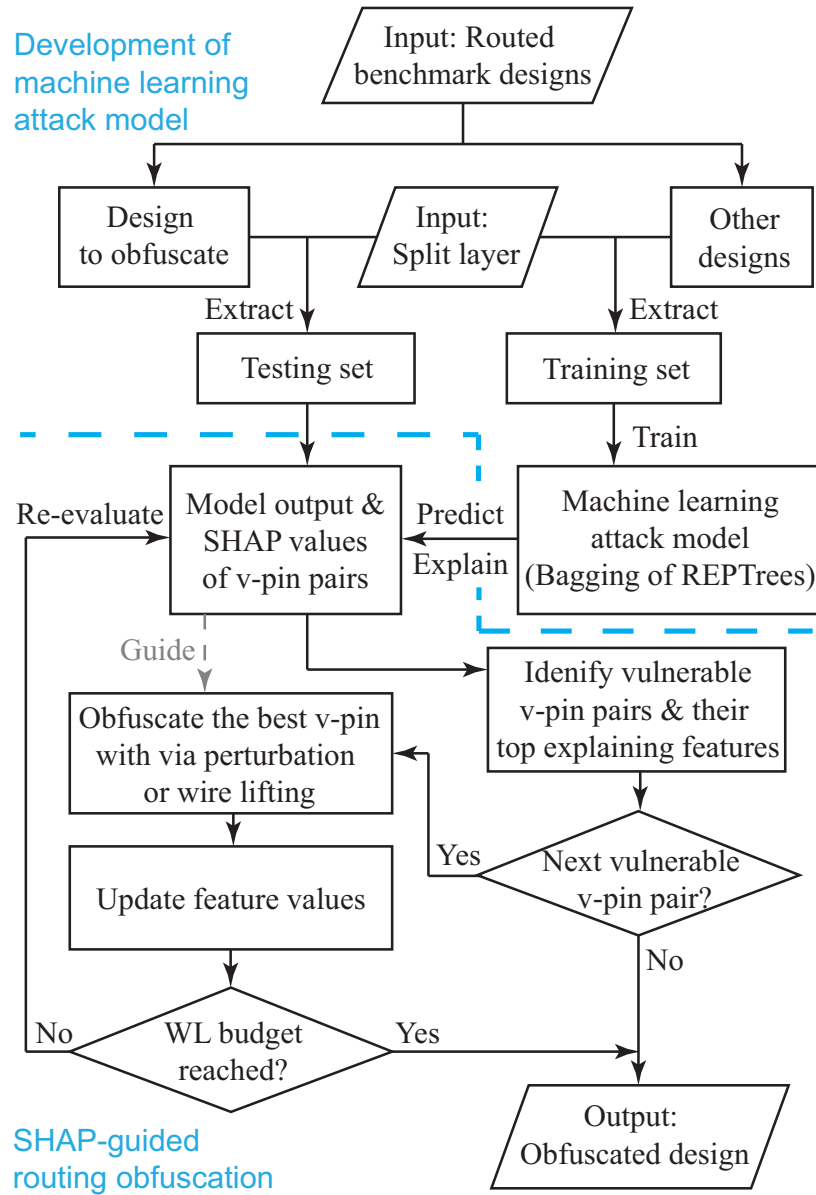 Development of
machine learning
attack model
Input: Routed
benchmark designs
Design
to obfuscate
Input:
Split layer
Other
designs
Extract
Extract
Testing set
Training set
Train
Re-evaluate
Model output &
SHAP values
of v-pin pairs
Predict
Explain
Machine learning
attack model
(Bagging of REPTrees)
Guide
Idenify vulnerable
v-pin pairs & their
top explaining features
Obfuscate the best v-pin
with via perturbation
or wire lifting
Yes
Next vulnerable
v-pin pair?
Update feature values
No
No
WL budget
reached?
Yes
Output:
Obfuscated design
SHAP-guided
routing obfuscation